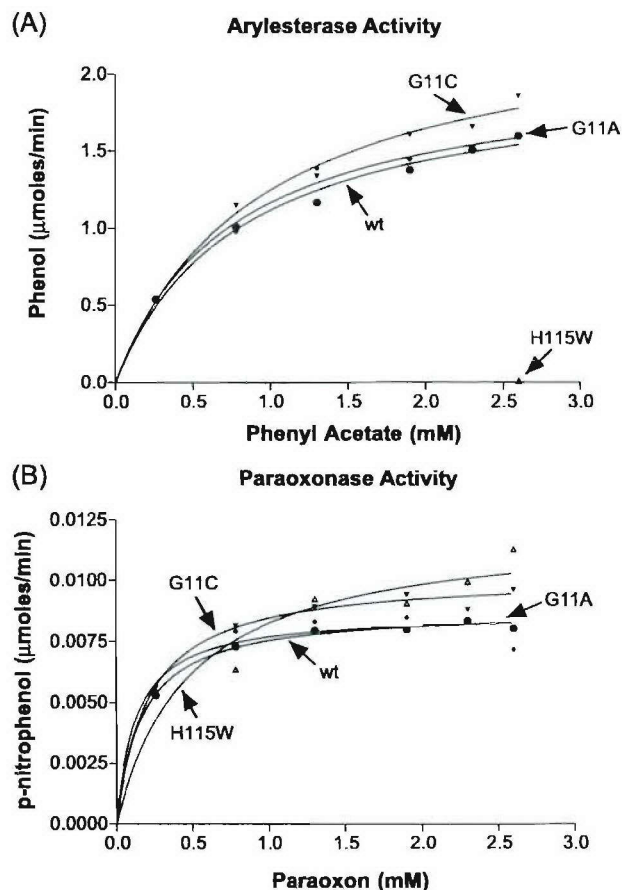 (A)
Arylesterase Activity
Phenol (μmoles/min)
2.0
1.5
1.0
0.5
0.0
G11C
G11A
wt
H115W
0.0 0.5 1.0 1.5 2.0 2.5 3.0
Phenyl Acetate (mM)
(B)
Paraoxonase Activity
p-nitrophenol (μmoles/min)
0.0125
0.0100
0.0075
0.0050
0.0025
0.0000
G11C
G11A
wt
H115W
0.0 0.5 1.0 1.5 2.0 2.5 3.0
Paraoxon (mM)